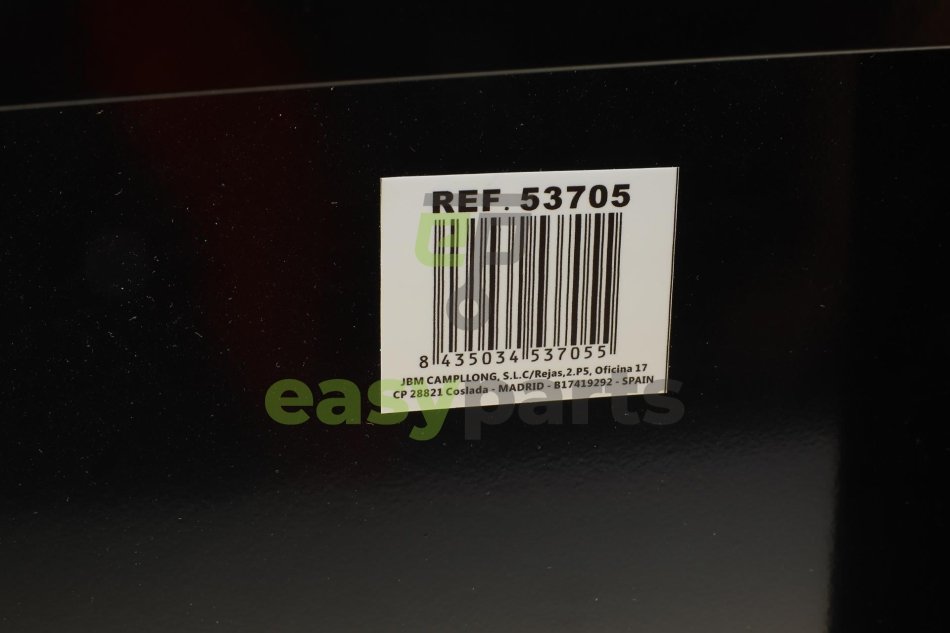 REF. 53705
8 435034 537055
JBM CAMPLLONG, S.L.C/Rejas,2.P5, Oficina 17
CP 28821 Coslada - MADRID - B17419292 - SPAIN
easyparts